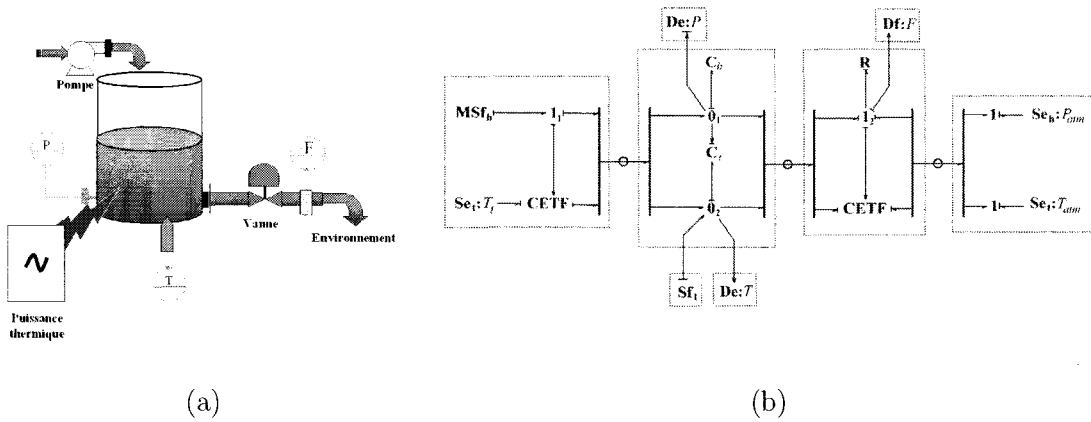 Pompe
P
F
Vanne
Environnement
T
Puissance
thermique
(a)
De:P
Df:F
C_h
R
MSf_h
1_1
0_1
1_2
1
Se_h:P_atm
C_t
Se_t:T_t
CETF
0_2
CETF
1
Se_t:T_atm
Sf_t
De:T
(b)